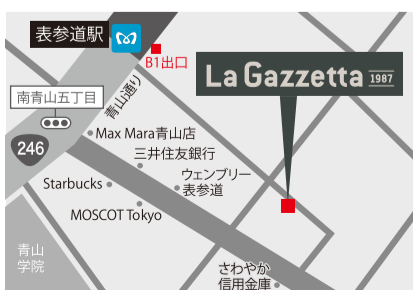 表参道駅
B1出口
La Gazzetta 1987
青山通り
南青山五丁目
246
Max Mara青山店
三井住友銀行
ウェンブリー
表参道
Starbucks
MOSCOT Tokyo
青山
学院
さわやか
信用金庫